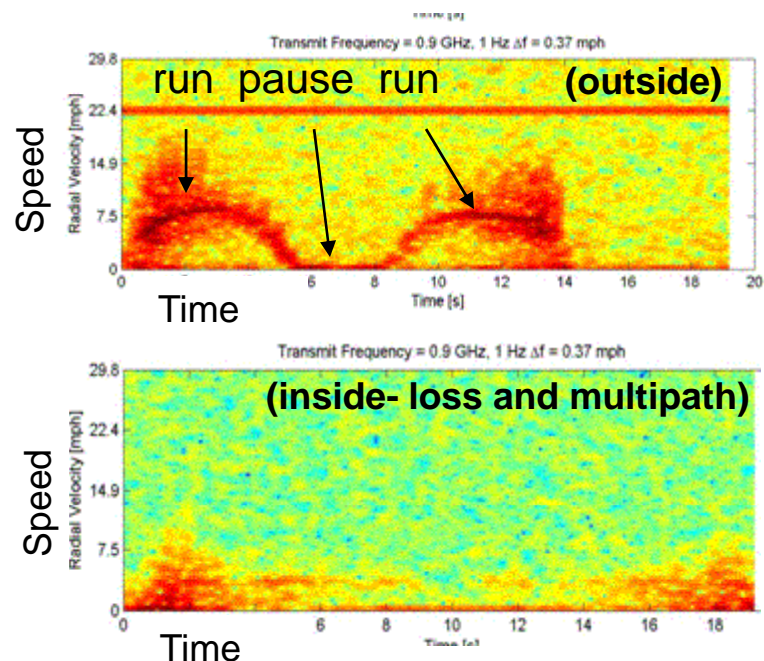 Time [s]
Transmit Frequency = 0.9 GHz, 1 Hz Δf = 0.37 mph
29.8
run pause run (outside)
22.4
Speed
Radial Velocity [mph]
14.9
7.5
0
0 2 4 6 8 10 12 14 16 18 20
Time Time [s]
Transmit Frequency = 0.9 GHz, 1 Hz Δf = 0.37 mph
29.8
(inside- loss and multipath)
22.4
Speed
Radial Velocity [mph]
14.9
7.5
0
0 6 8 10 12 14 16 18
Time Time [s]